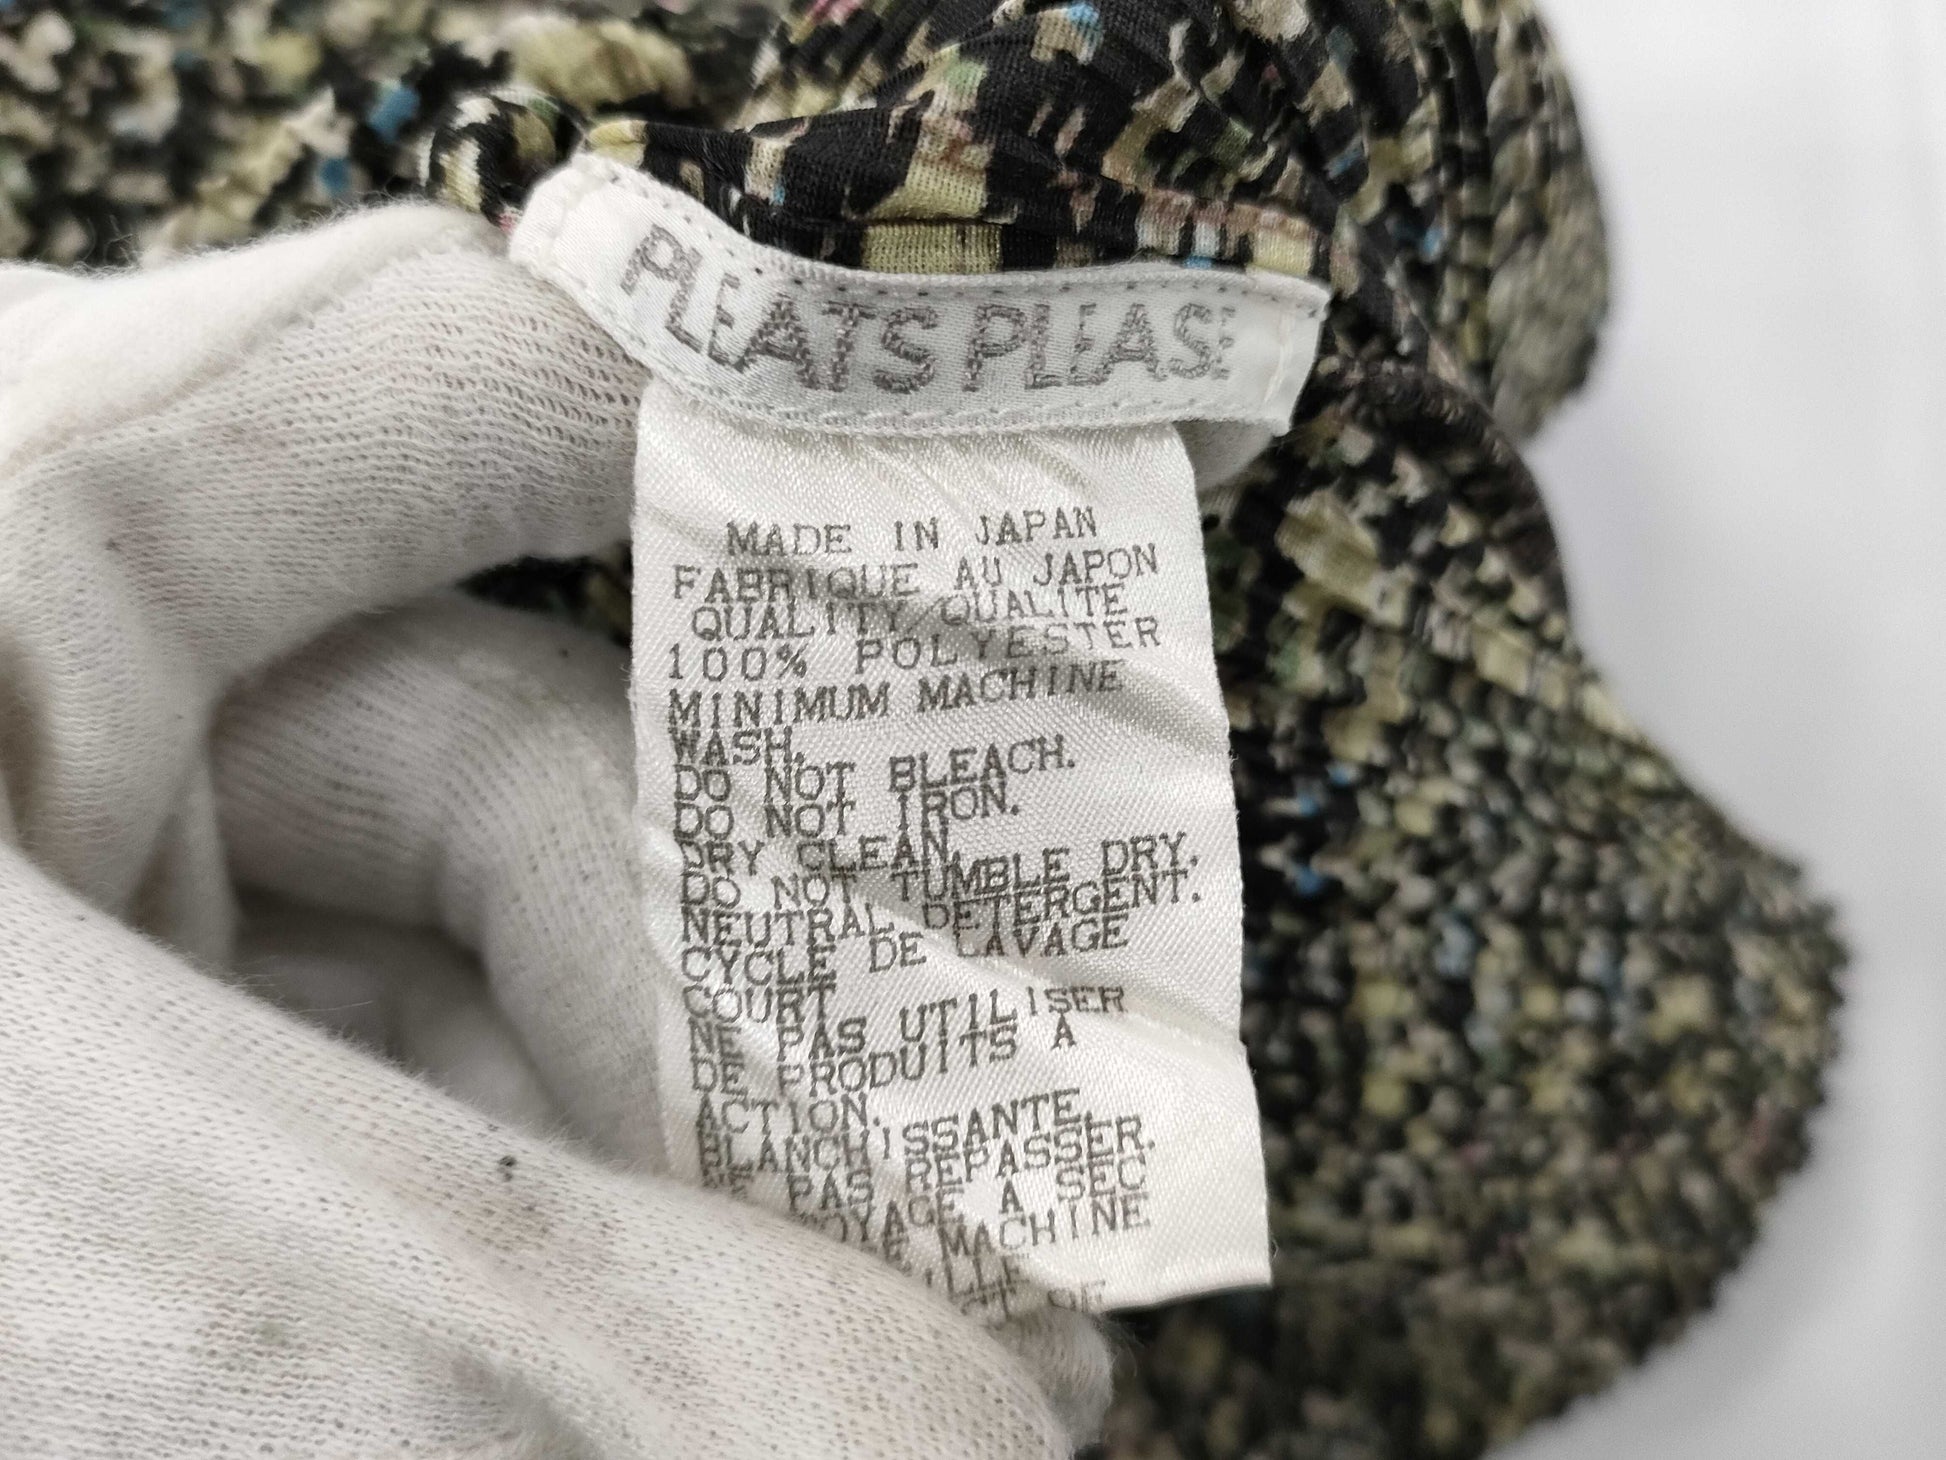 PLEATS PLEASE
MADE IN JAPAN
FABRIQUE AU JAPON
QUALITY/QUALITE
100% POLYESTER
MINIMUM MACHINE
WASH.
DO NOT BLEACH.
DO NOT IRON.
DRY CLEAN
DO NOT TUMBLE DRY.
NEUTRAL DETERGENT.
CYCLE DE LAVAGE
COURT
NE PAS UTILISER
DE PRODUITS A
ACTION.
BLANCHISSANTE.
PAS REPASSER.
A SEC
MACHINE